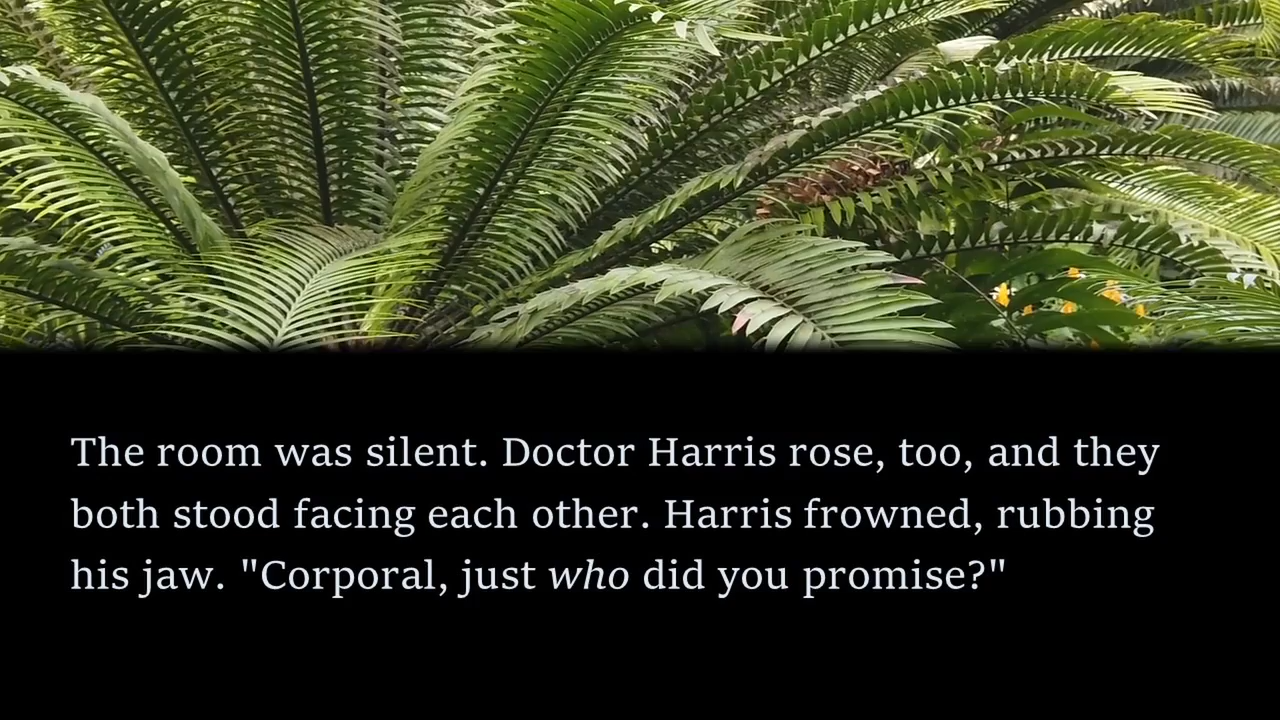 The room was silent. Doctor Harris rose, too, and they
both stood facing each other. Harris frowned, rubbing
his jaw. "Corporal, just who did you promise?"